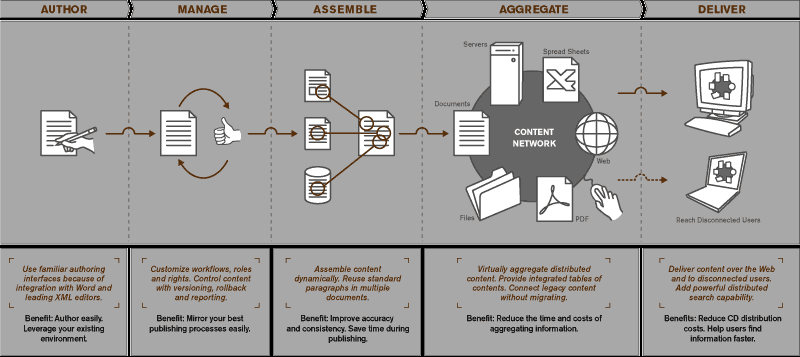 AUTHOR
MANAGE
ASSEMBLE
AGGREGATE
DELIVER
Servers
Spread Sheets
Documents
CONTENT
NETWORK
Web
Files
PDF
Reach Disconnected Users
Use familiar authoring
interfaces because of
integration with Word and
leading XML editors.
Benefit: Author easily.
Leverage your existing
environment.
Customize workflows, roles
and rights. Control content
with versioning, rollback
and reporting.
Benefit: Mirror your best
publishing processes easily.
Assemble content
dynamically. Reuse standard
paragraphs in multiple
documents.
Benefit: Improve accuracy
and consistency. Save time during
publishing.
Virtually aggregate distributed
content. Provide integrated tables of
contents. Connect legacy content
without migrating.
Benefit: Reduce the time and costs of
aggregating information.
Deliver content over the Web
and to disconnected users.
Add powerful distributed
search capability.
Benefits: Reduce CD distribution
costs. Help users find
information faster.